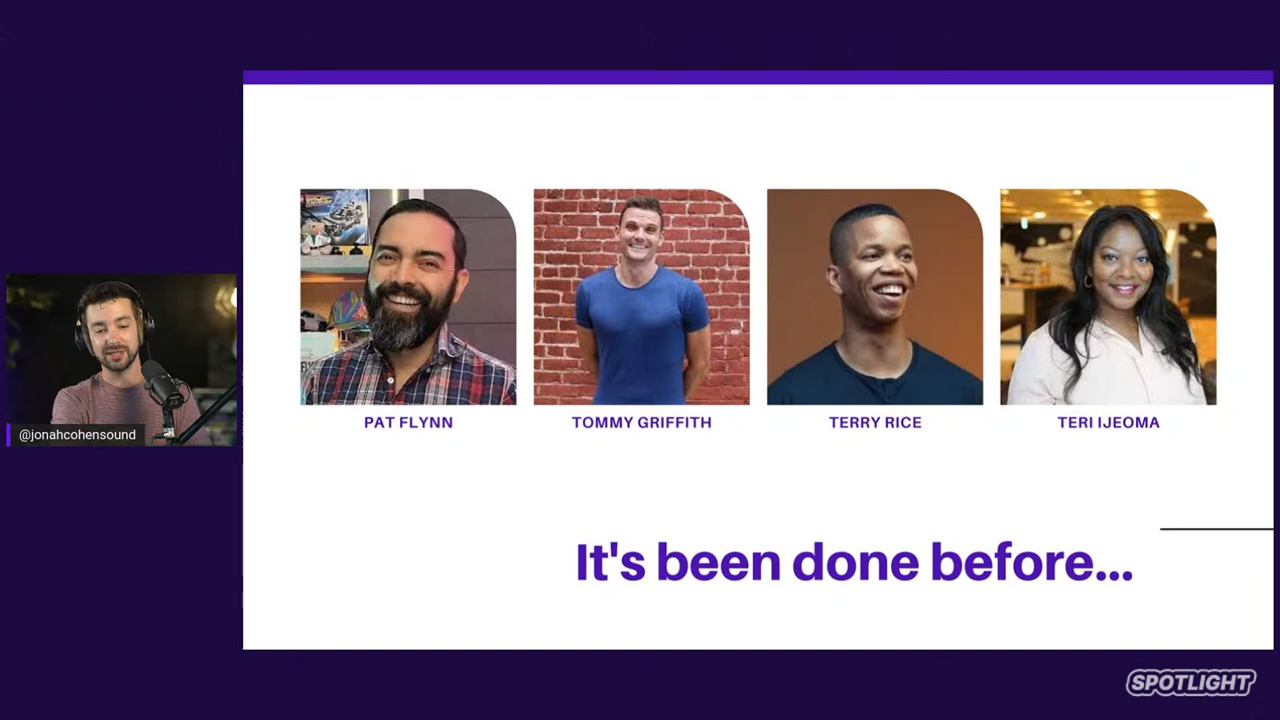 @jonahcohensound
PAT FLYNN
TOMMY GRIFFITH
TERRY RICE
TERI IJEOMA
It's been done before...
SPOTLIGHT